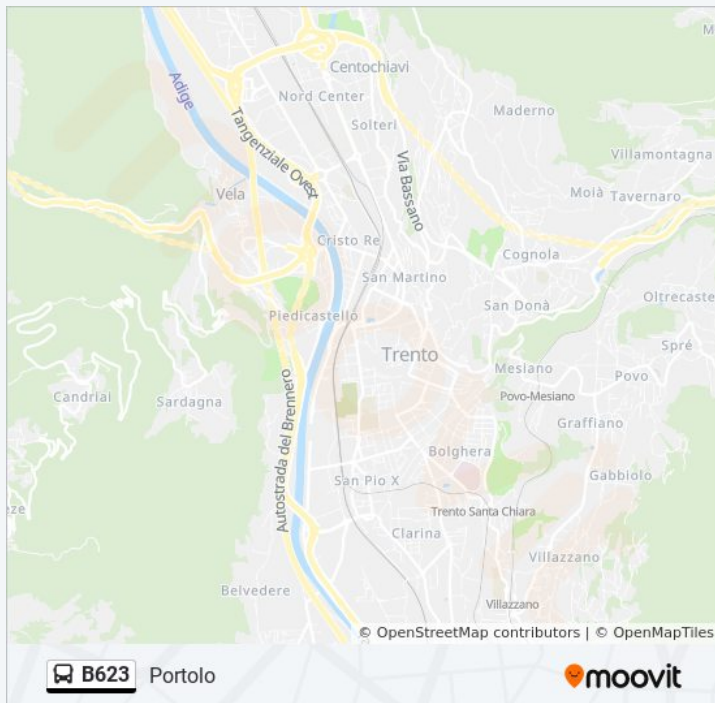 Centochiavi
Adige
Nord Center
Maderno
Solteri
Tangenziale Ovest
Via Bassano
Villamontagna
Vela
Moià
Tavernaro
Cristo Re
Cognola
San Martino
Oltrecaste
San Donà
Piedicastello
Trento
Spré
Mesiano
Povo
Candriai
Sardagna
Povo-Mesiano
Graffiano
Autostrada del Brennero
Bolghera
Gabbiolo
San Pio X
Trento Santa Chiara
Clarina
Villazzano
Belvedere
Villazzano
© OpenStreetMap contributors | © OpenMapTiles
B623 Portolo
moovit